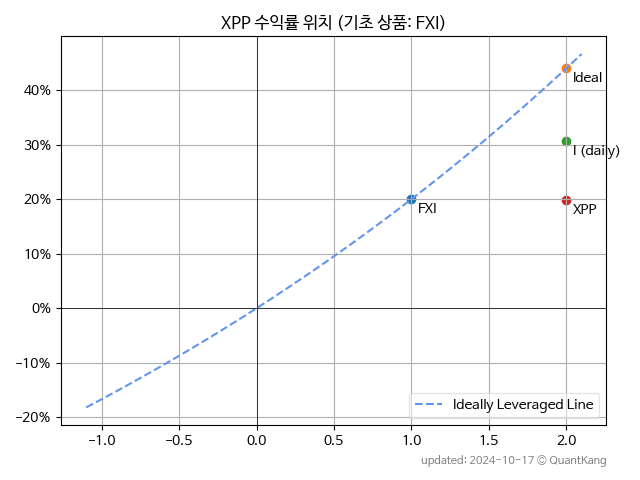 XPP 수익률 위치 (기초 상품: FXI)
40%
30%
20%
10%
0%
−10%
−20%
Ideal
I (daily)
FXI
XPP
Ideally Leveraged Line
−1.0
−0.5
0.0
0.5
1.0
1.5
2.0
updated: 2024-10-17 © QuantKang